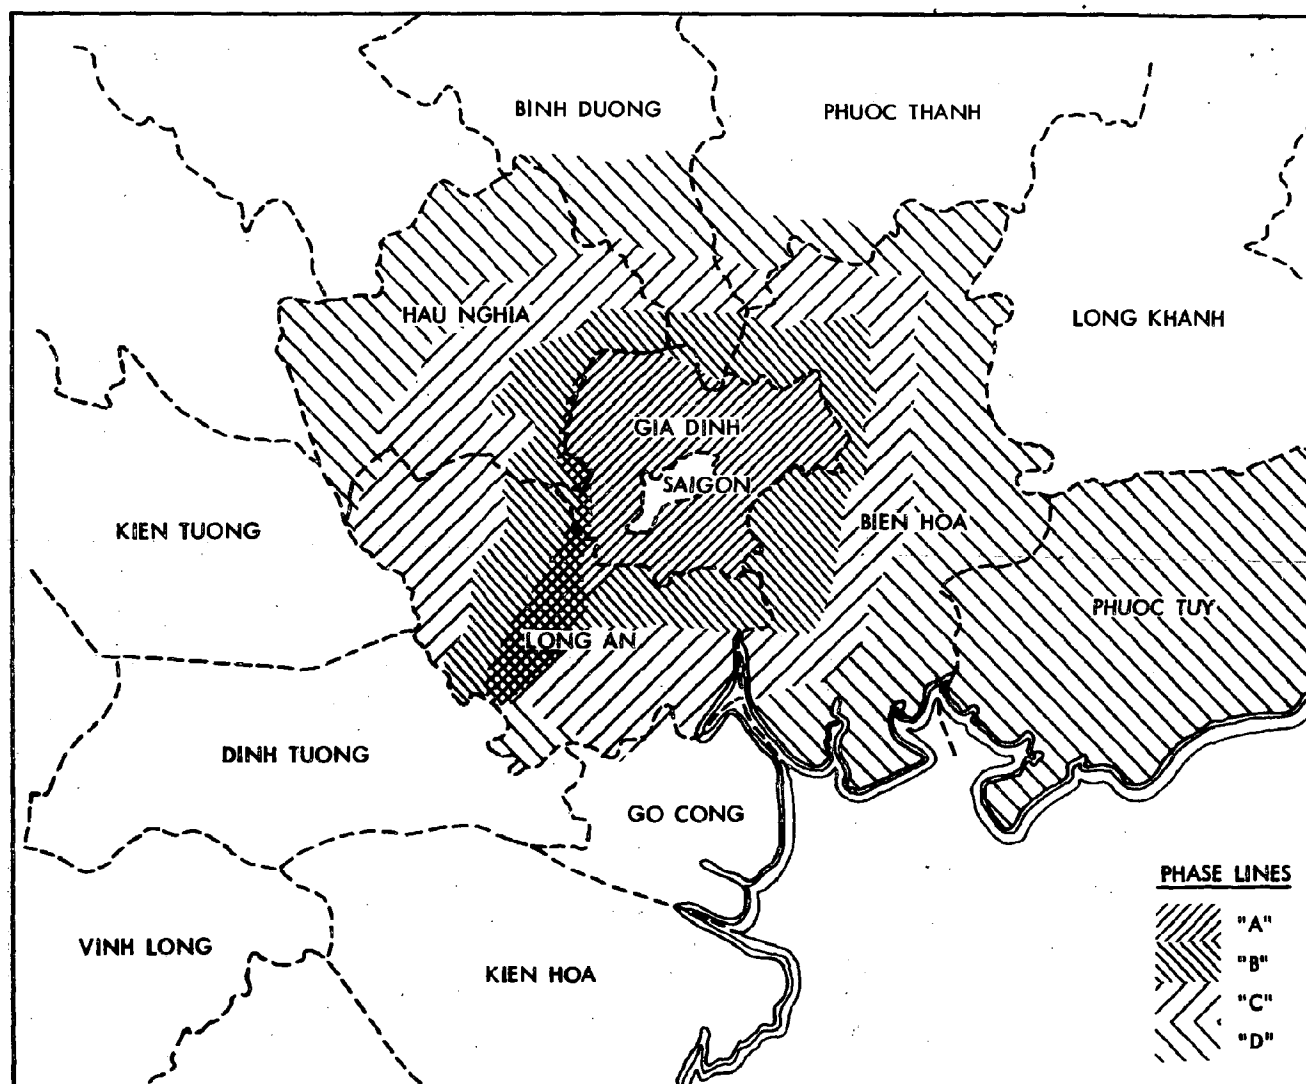 BINH DUONG
PHUOC THANH
HAU NGHIA
LONG KHANH
GIA DINH
SAIGON
KIEN TUONG
BIEN HOA
PHUOC TUY
LONG AN
DINH TUONG
GO CONG
VINH LONG
KIEN HOA
PHASE LINES
"A"
"B"
"C"
"D"